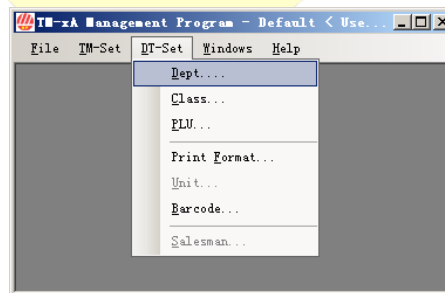 TM-xA Management Program - Default < Use...
File TM-Set DT-Set Windows Help
Dept....
Class...
PLU...
Print Format...
Unit...
Barcode...
Salesman...